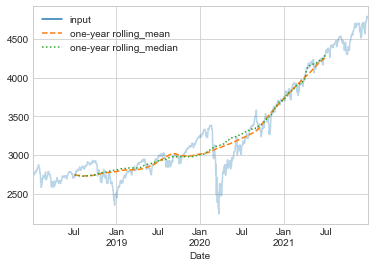 input
one-year rolling_mean
one-year rolling_median
4500
4000
3500
3000
2500
Jul
Jan
2019
Jul
Jan
2020
Jul
Jan
2021
Jul
Date